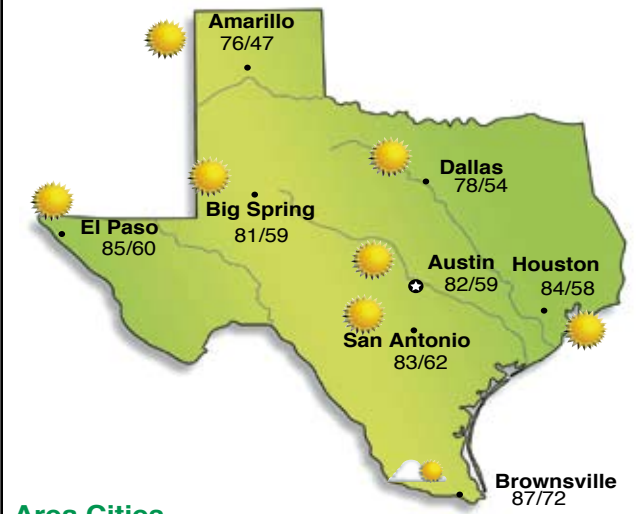 Amarillo
76/47
Dallas
78/54
Big Spring
81/59
El Paso
85/60
Austin
82/59
Houston
84/58
San Antonio
83/62
Brownsville
87/72
Area Cities